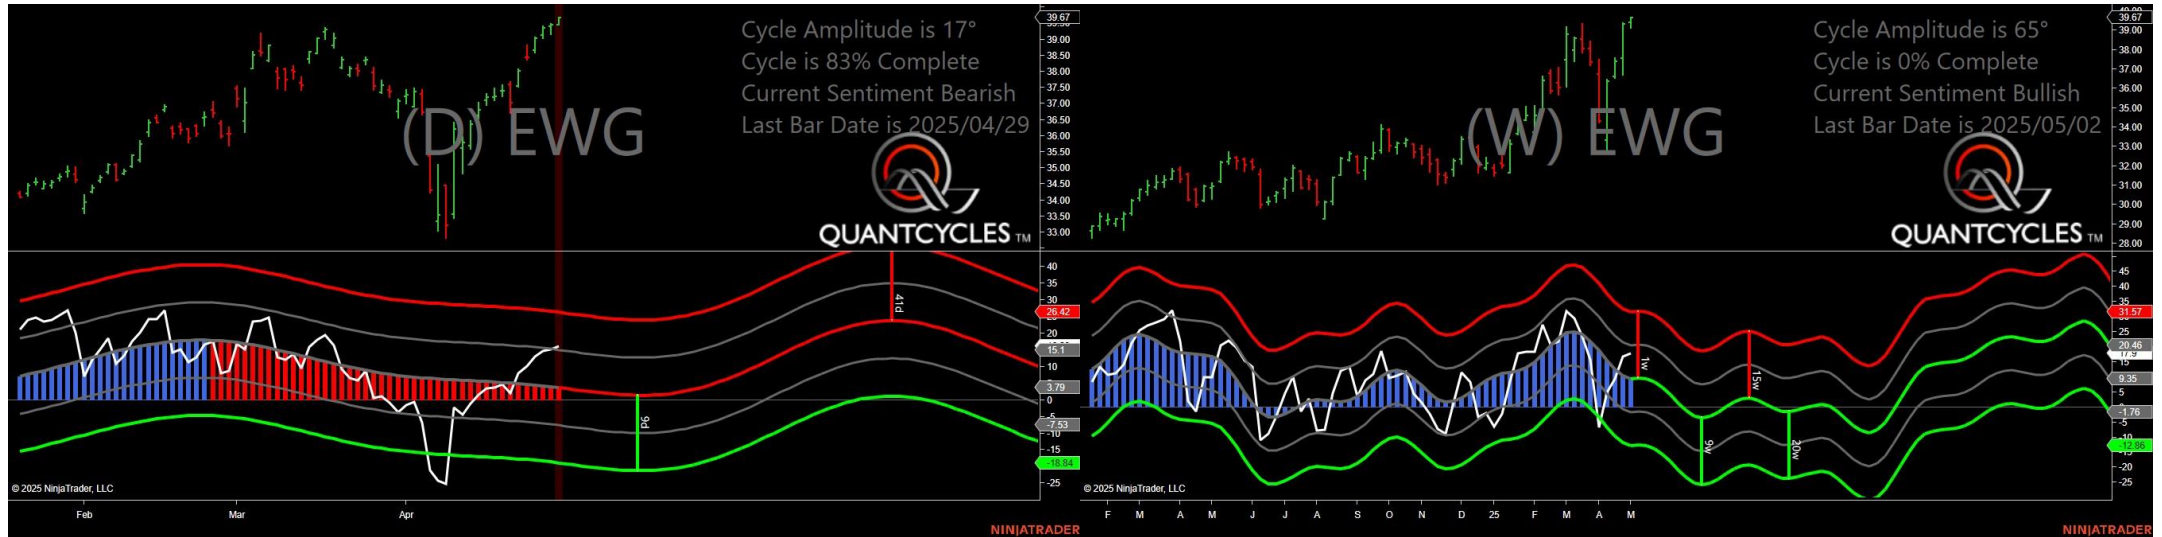 Cycle Amplitude is 17°
Cycle is 83% Complete
Current Sentiment Bearish
Last Bar Date is 2025/04/29
(D) EWG
QUANTCYCLES TM
39.67
39.00
38.50
38.00
37.50
37.00
36.50
36.00
35.50
35.00
34.50
34.00
33.50
33.00
40
35
30
26.42
20
15.1
10
3.79
0
-5
-7.53
-10
-15
-18.84
-25
41d
9d
© 2025 NinjaTrader, LLC
Feb Mar Apr
NINJATRADER
Cycle Amplitude is 65°
Cycle is 0% Complete
Current Sentiment Bullish
Last Bar Date is 2025/05/02
(W) EWG
QUANTCYCLES TM
39.67
39.00
38.00
37.00
36.00
35.00
34.00
33.00
32.00
31.00
30.00
29.00
28.00
45
40
35
31.57
25
20.46
17.9
15
9.35
5
-1.76
-5
-12.86
-20
-25
1w
15w
9w
20w
© 2025 NinjaTrader, LLC
F M A M J J A S O N D 25 F M A M
NINJATRADER